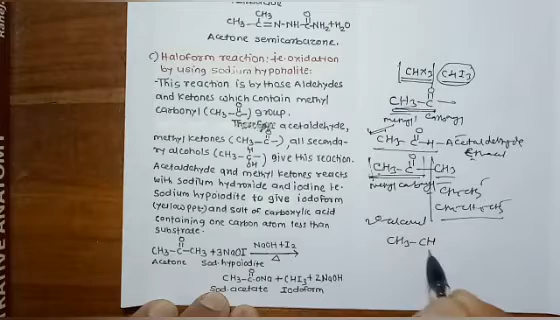 CH₃
O
CH₃-C=N-NH-C-NH₂+H₂O
Acetone semicarbazone.
C) Haloform reaction: ie. oxidation
by using sodium hypohalite:
-This reaction is by those Aldehydes
and Ketones which contain methyl
O
carbonyl (CH₃-C-) group.
Therefore acetaldehyde,
O
methyl ketones (CH₃-C-), all seconda-
H
ry alcohols (CH₃-C-) give this reaction.
OH
Acetaldehyde and methyl ketones reacts
with sodium hydroxide and iodine ie.
Sodium hypoiodite to give iodoform
(yellow ppt) and salt of carboxylic acid
containing one carbon atom less than
substrate.
O
CH₃-C-CH₃ +3NaOI NaOH+I₂
Δ
Acetone Sod. hypoiodite
O
CH₃-C-ONa + CHI₃ + 2NaOH
Sod. acetate Iodoform
CHX₃ CHI₃
O
CH₃-C-
methyl carbonyl
O
CH₃-C-H-Acetaldehyde
O
CH₃-C CH₃
methyl carbonyl
CH₃-CH
ANATOMY